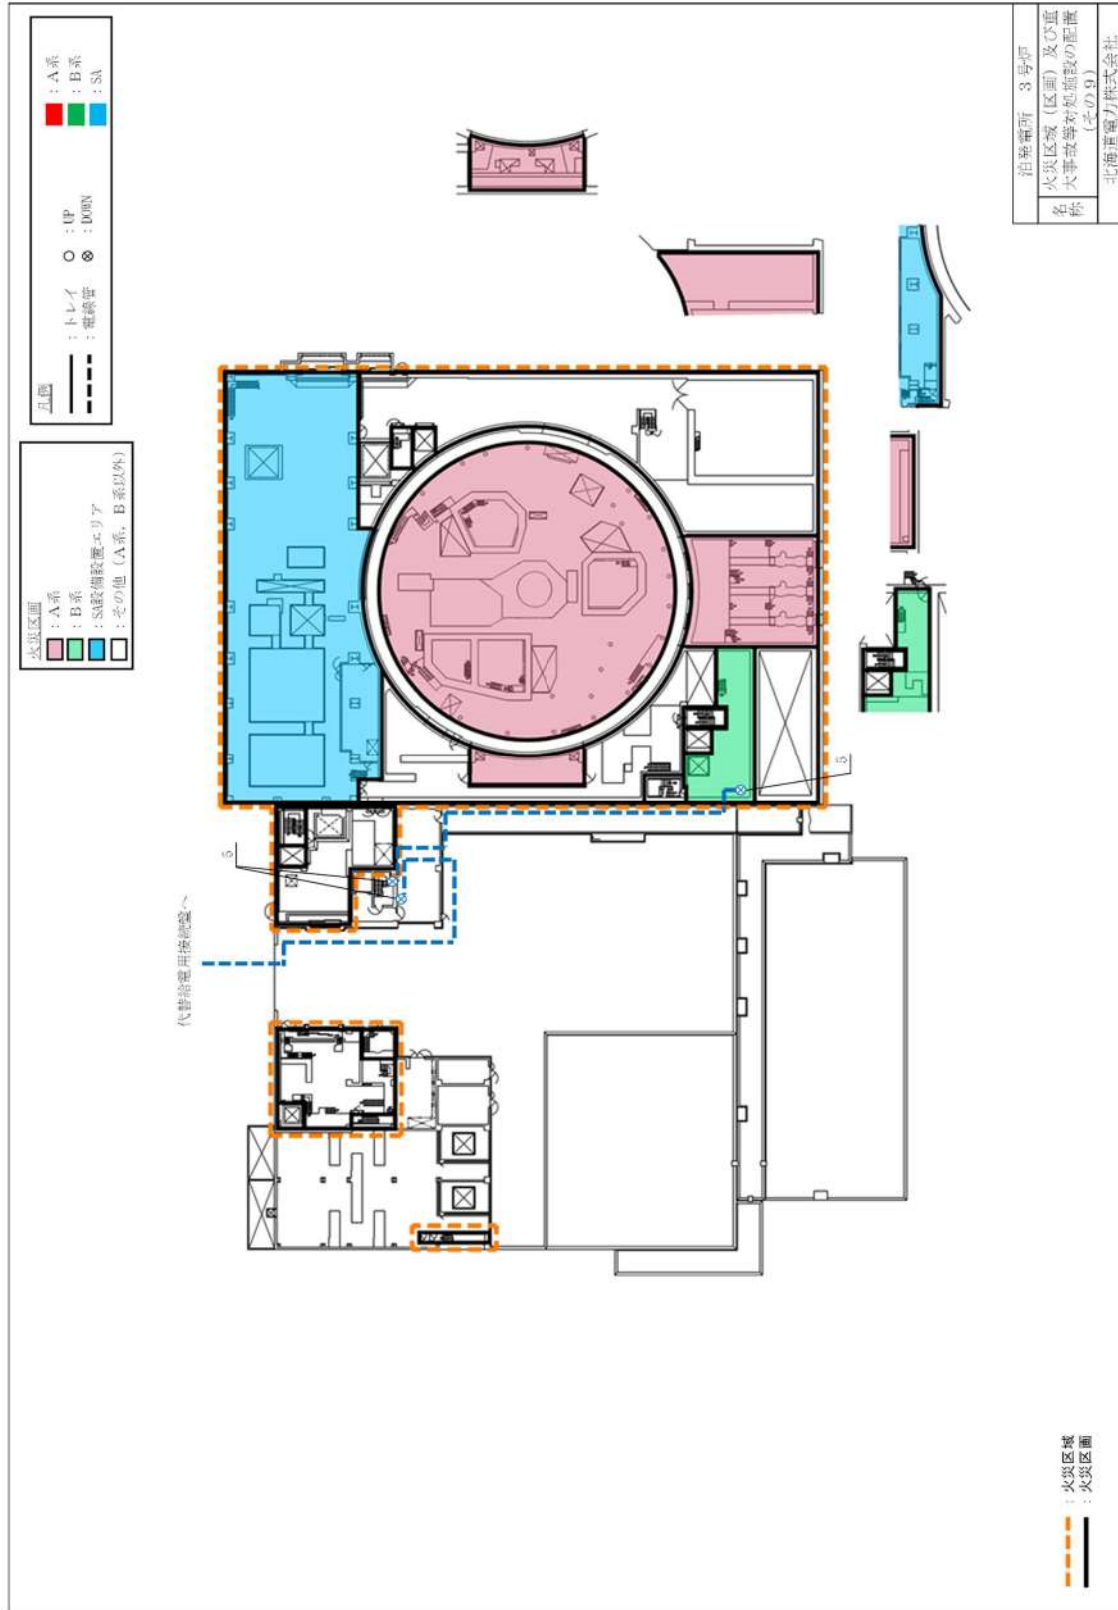 火災区画
：A系
：B系
：SA設備設置エリア
：その他（A系，B系以外）
凡例
：トレイ
：電線管
：UP
：DOWN
：A系
：B系
：SA
代替給電用接続盤へ
5
5
：火災区域
：火災区画
泊発電所　3号炉
名称
火災区域（区画）及び重
大事故等対処施設の配置
（その9）
北海道電力株式会社